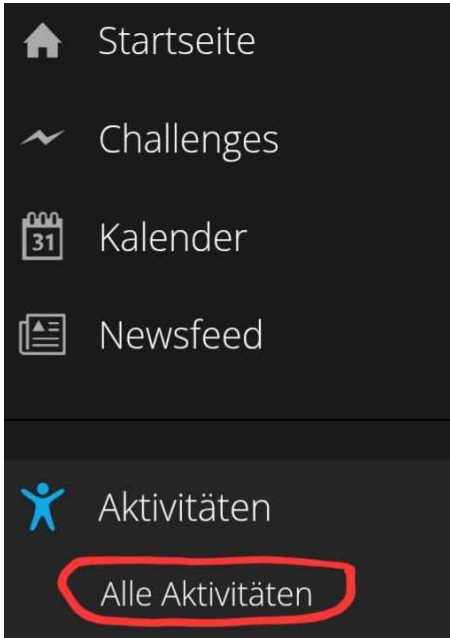 Startseite
Challenges
31
Kalender
Newsfeed
Aktivitäten
Alle Aktivitäten